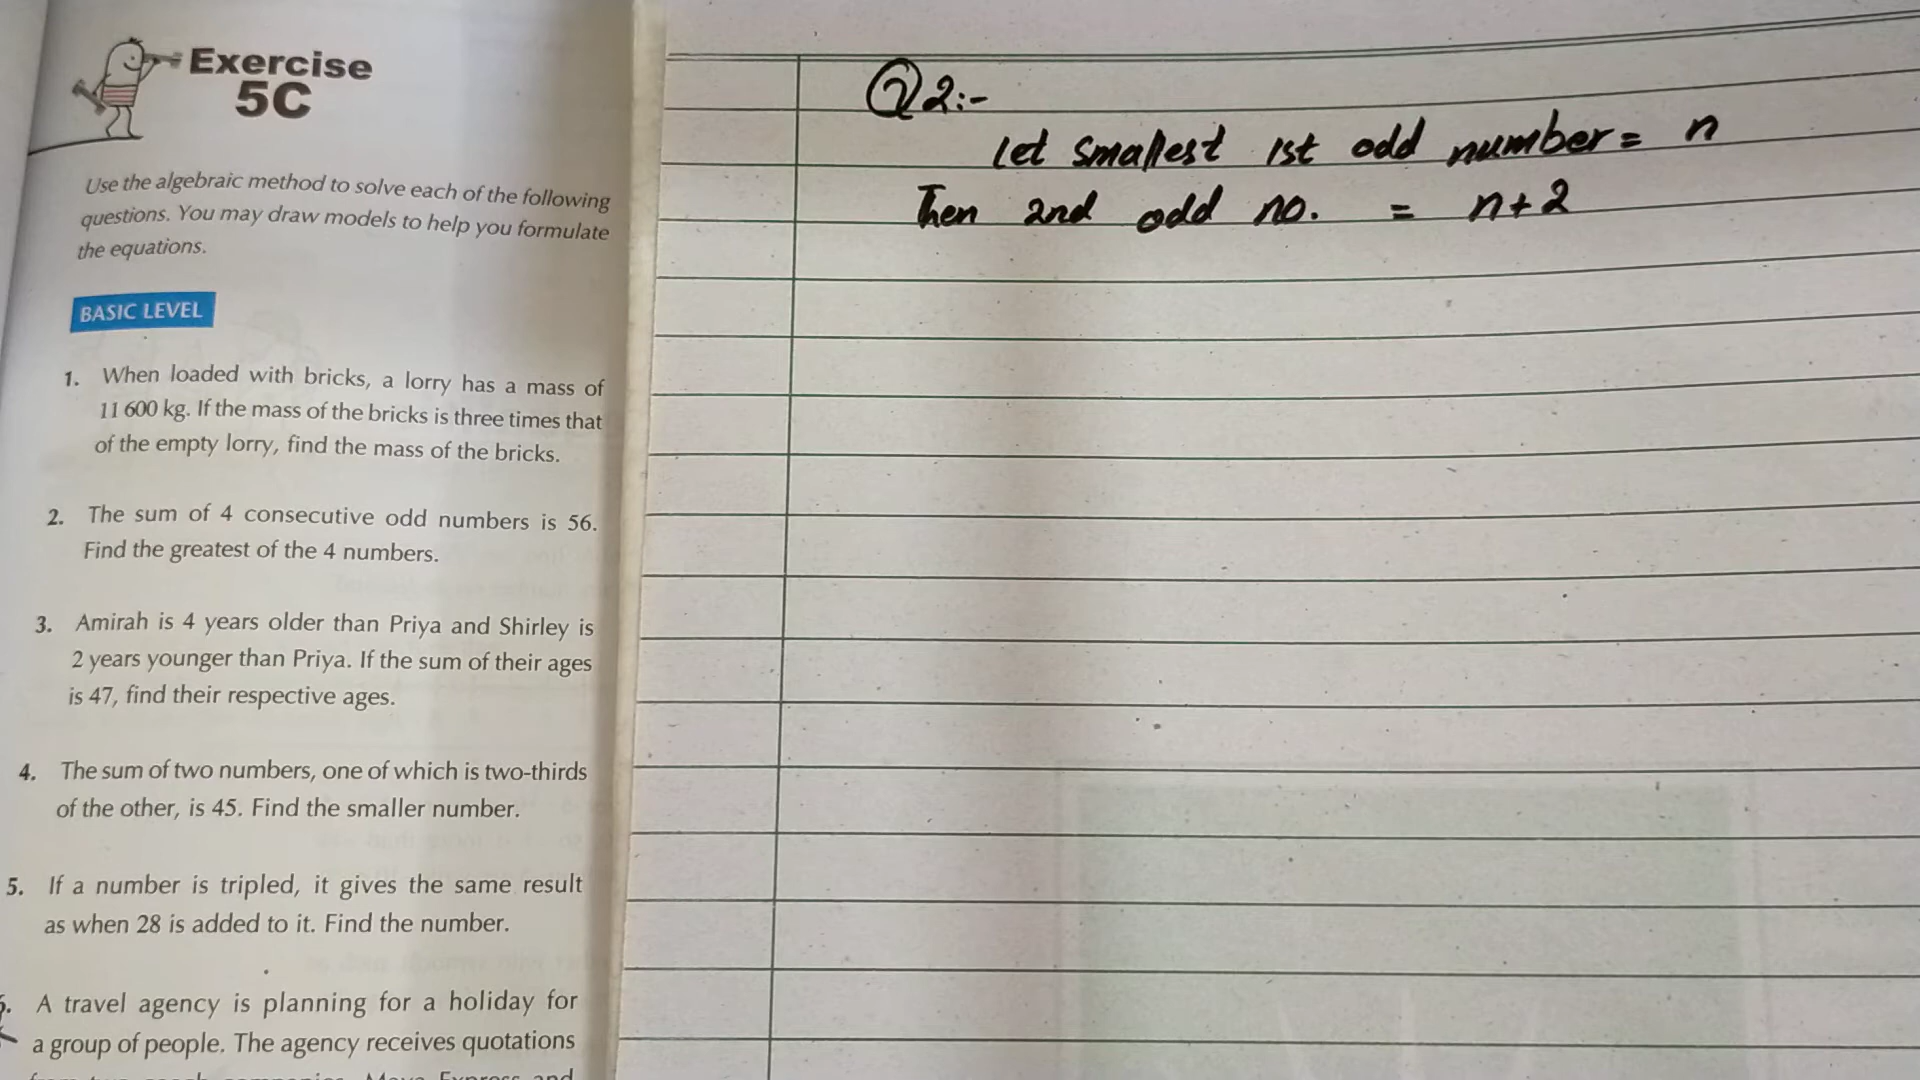 Exercise
5C
Use the algebraic method to solve each of the following
questions. You may draw models to help you formulate
the equations.
BASIC LEVEL
1. When loaded with bricks, a lorry has a mass of
11 600 kg. If the mass of the bricks is three times that
of the empty lorry, find the mass of the bricks.
2. The sum of 4 consecutive odd numbers is 56.
Find the greatest of the 4 numbers.
3. Amirah is 4 years older than Priya and Shirley is
2 years younger than Priya. If the sum of their ages
is 47, find their respective ages.
4. The sum of two numbers, one of which is two-thirds
of the other, is 45. Find the smaller number.
5. If a number is tripled, it gives the same result
as when 28 is added to it. Find the number.
A travel agency is planning for a holiday for
a group of people. The agency receives quotations
Q2:-
Let smallest 1st odd number = n
Then 2nd odd no. = n+2